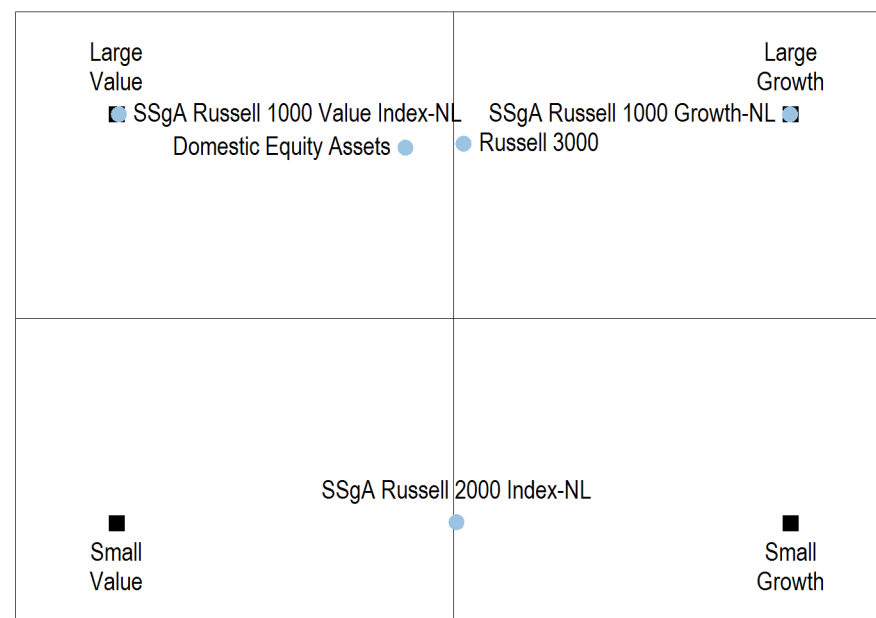 Large
Value
Large
Growth
SSgA Russell 1000 Value Index-NL
SSgA Russell 1000 Growth-NL
Domestic Equity Assets
Russell 3000
SSgA Russell 2000 Index-NL
Small
Value
Small
Growth